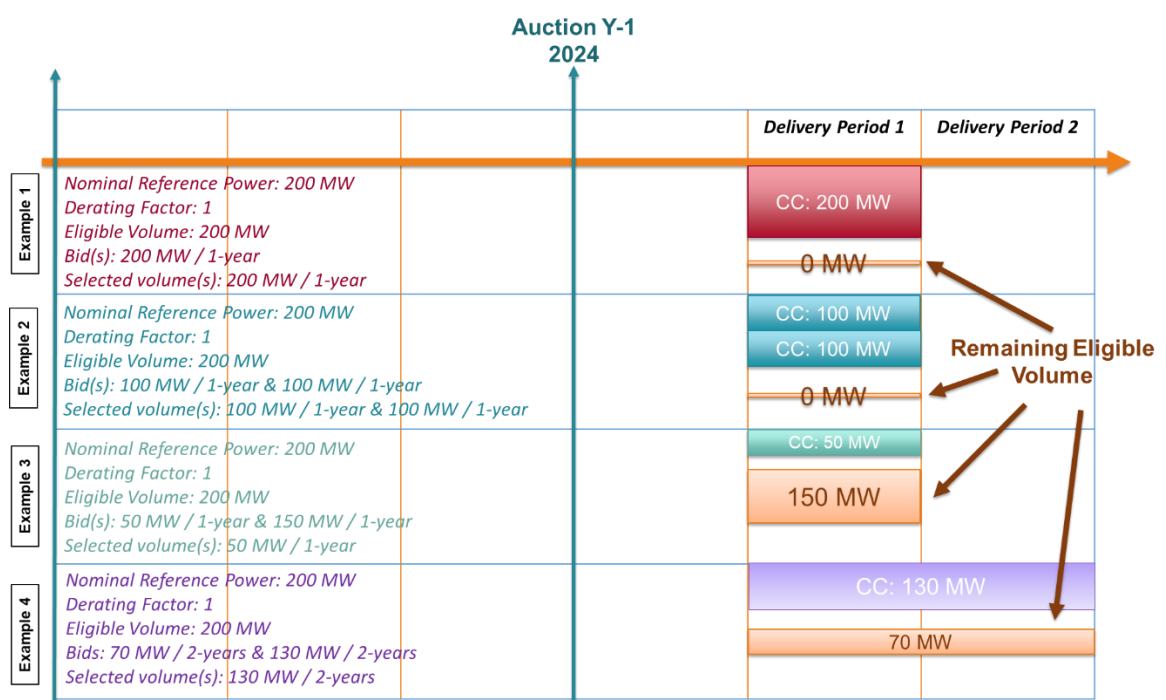 Auction Y-1
2024
Delivery Period 1
Delivery Period 2
Example 1
Nominal Reference Power: 200 MW
Derating Factor: 1
Eligible Volume: 200 MW
Bid(s): 200 MW / 1-year
Selected volume(s): 200 MW / 1-year
CC: 200 MW
0 MW
Example 2
Nominal Reference Power: 200 MW
Derating Factor: 1
Eligible Volume: 200 MW
Bid(s): 100 MW / 1-year & 100 MW / 1-year
Selected volume(s): 100 MW / 1-year & 100 MW / 1-year
CC: 100 MW
CC: 100 MW
0 MW
Remaining Eligible
Volume
Example 3
Nominal Reference Power: 200 MW
Derating Factor: 1
Eligible Volume: 200 MW
Bid(s): 50 MW / 1-year & 150 MW / 1-year
Selected volume(s): 50 MW / 1-year
CC: 50 MW
150 MW
Example 4
Nominal Reference Power: 200 MW
Derating Factor: 1
Eligible Volume: 200 MW
Bids: 70 MW / 2-years & 130 MW / 2-years
Selected volume(s): 130 MW / 2-years
CC: 130 MW
70 MW